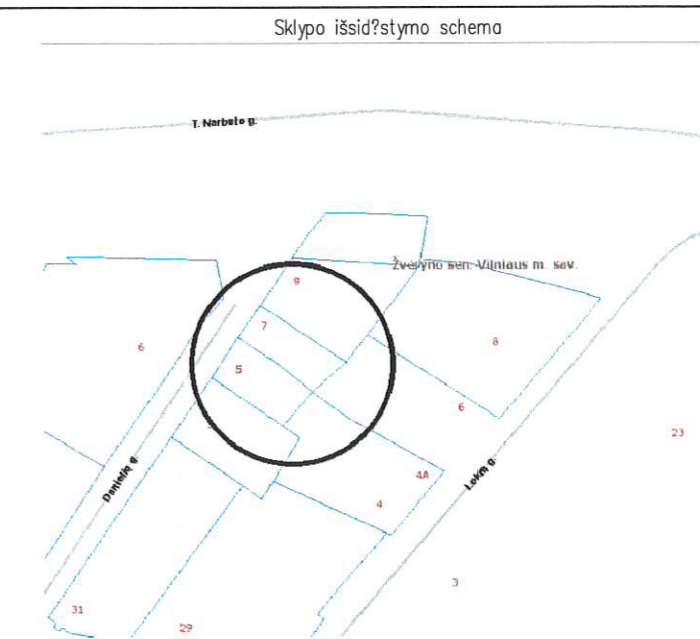 Sklypo išsid?stymo schema
T. Narbuto g.
Žvėryno sen. Vilniaus m. sav.
9
7
6
8
5
6
23
4A
4
Lokių g.
3
31
29